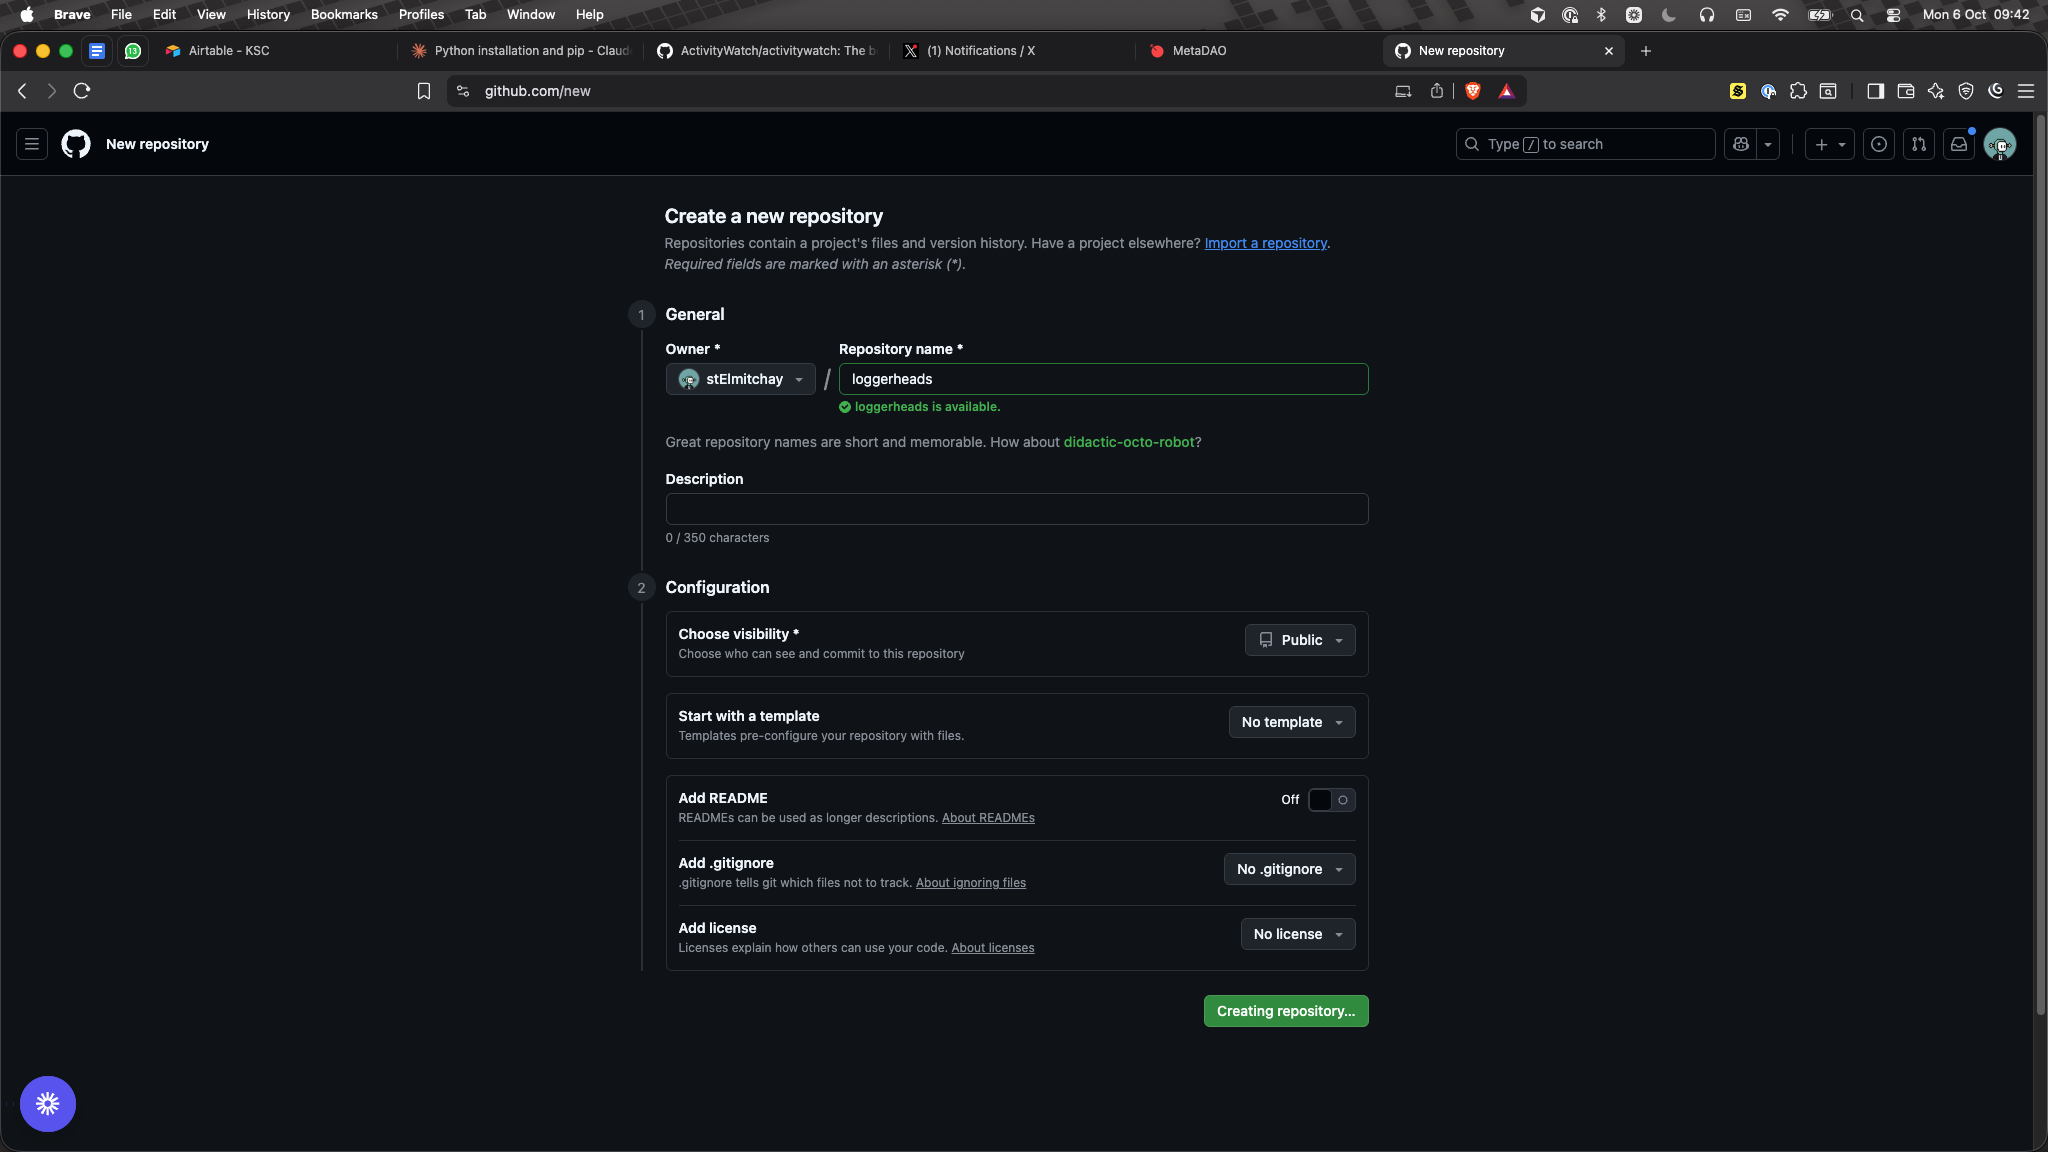 Brave File Edit View History Bookmarks Profiles Tab Window Help Mon 6 Oct 09:42
13 Airtable - KSC Python installation and pip - Claud ActivityWatch/activitywatch: The b (1) Notifications / X MetaDAO New repository
github.com/new
New repository Type / to search
Create a new repository
Repositories contain a project's files and version history. Have a project elsewhere? Import a repository.
Required fields are marked with an asterisk (*).
1 General
Owner * Repository name *
stElmitchay / loggerheads
loggerheads is available.
Great repository names are short and memorable. How about didactic-octo-robot?
Description
0 / 350 characters
2 Configuration
Choose visibility * Public
Choose who can see and commit to this repository
Start with a template No template
Templates pre-configure your repository with files.
Add README Off
READMEs can be used as longer descriptions. About READMEs
Add .gitignore No .gitignore
.gitignore tells git which files not to track. About ignoring files
Add license No license
Licenses explain how others can use your code. About licenses
Creating repository...